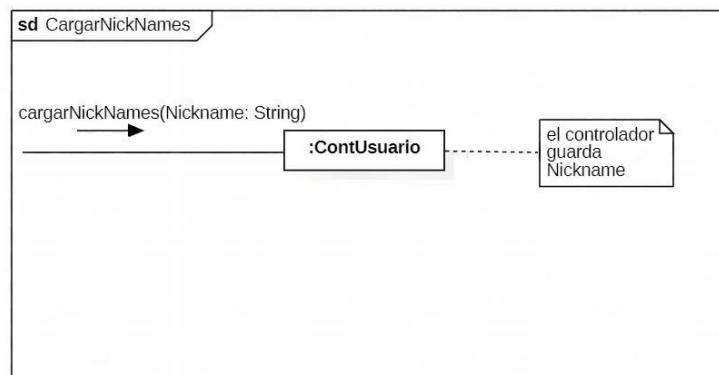 sd CargarNickNames
cargarNickNames(Nickname: String)
:ContUsuario
el controlador
guarda
Nickname